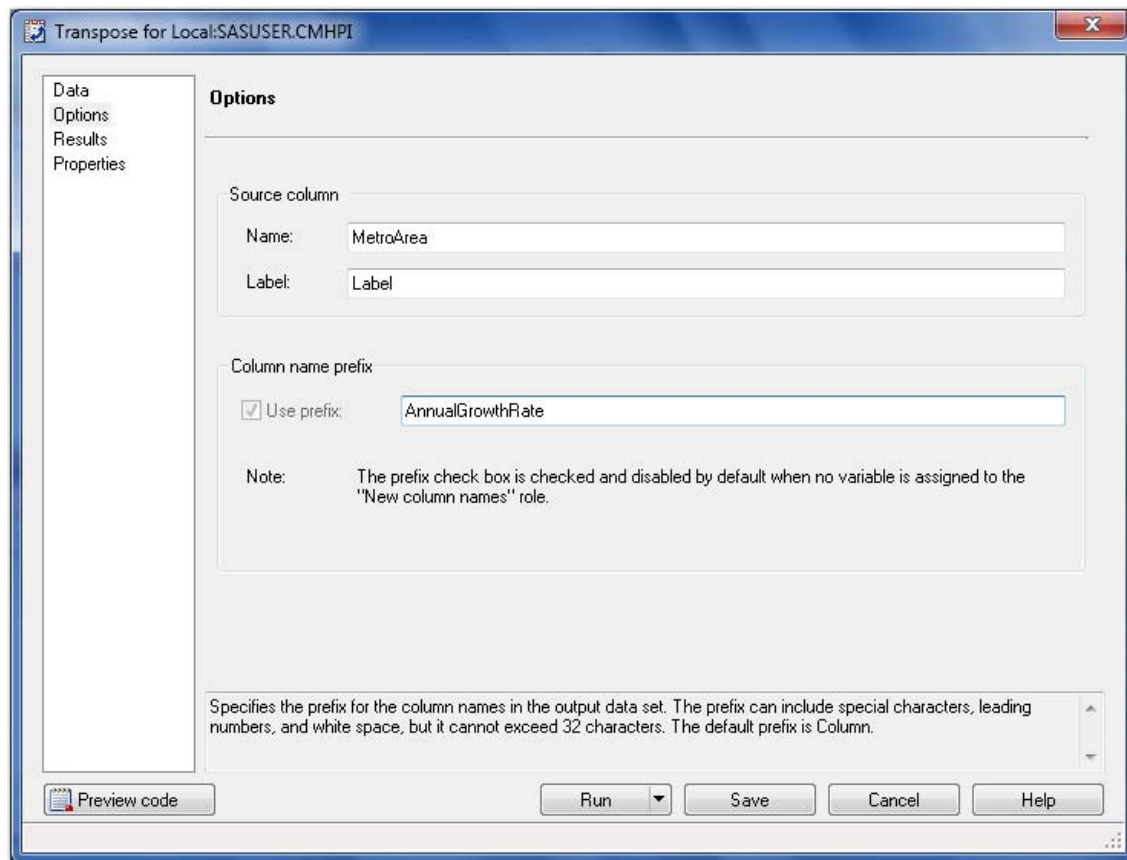 Transpose for Local:SASUSER.CMHPI
Data
Options
Results
Properties
Options
Source column
Name: MetroArea
Label: Label
Column name prefix
Use prefix: AnnualGrowthRate
Note: The prefix check box is checked and disabled by default when no variable is assigned to the
"New column names" role.
Specifies the prefix for the column names in the output data set. The prefix can include special characters, leading
numbers, and white space, but it cannot exceed 32 characters. The default prefix is Column.
Preview code Run Save Cancel Help